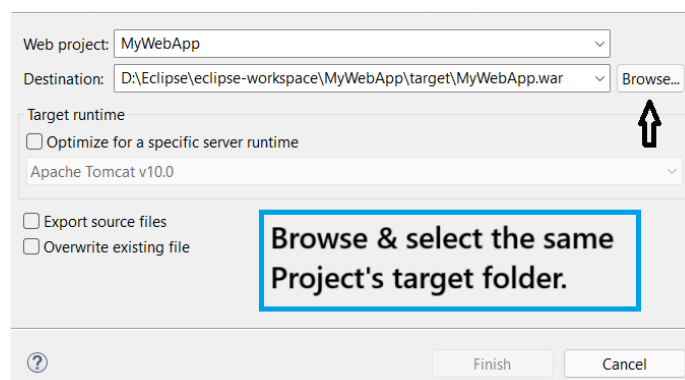 Web project: MyWebApp
Destination: D:\Eclipse\eclipse-workspace\MyWebApp\target\MyWebApp.war Browse...
Target runtime
Optimize for a specific server runtime
Apache Tomcat v10.0
Export source files
Overwrite existing file
Browse & select the same
Project's target folder.
? Finish Cancel